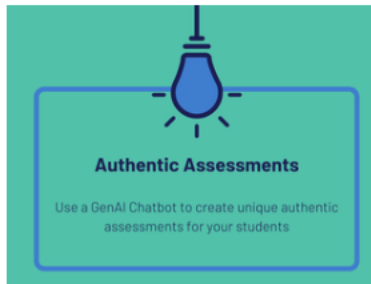 Authentic Assessments
Use a GenAI Chatbot to create unique authentic
assessments for your students